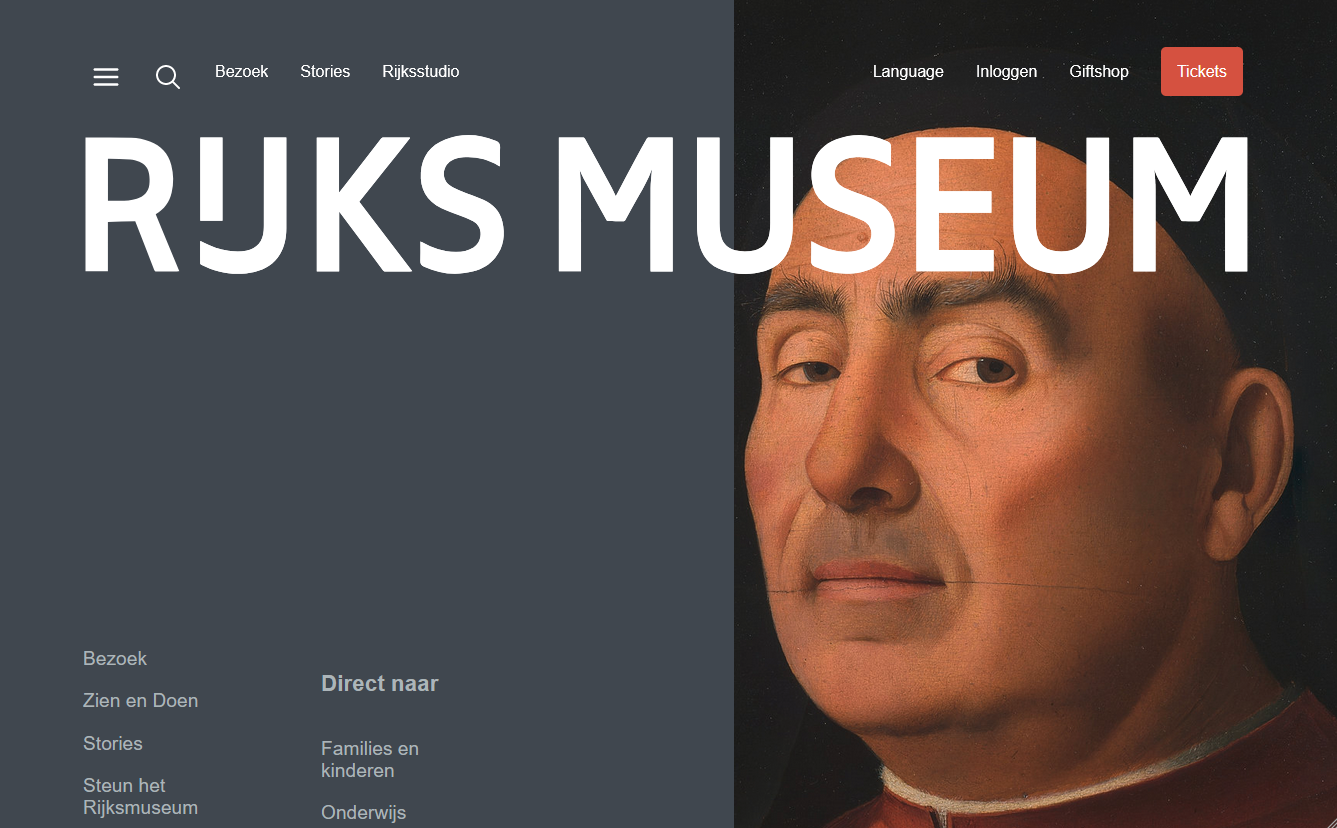 Bezoek Stories Rijksstudio Language Inloggen Giftshop Tickets
RIJKS MUSEUM
Bezoek
Zien en Doen
Stories
Steun het
Rijksmuseum
Direct naar
Families en
kinderen
Onderwijs